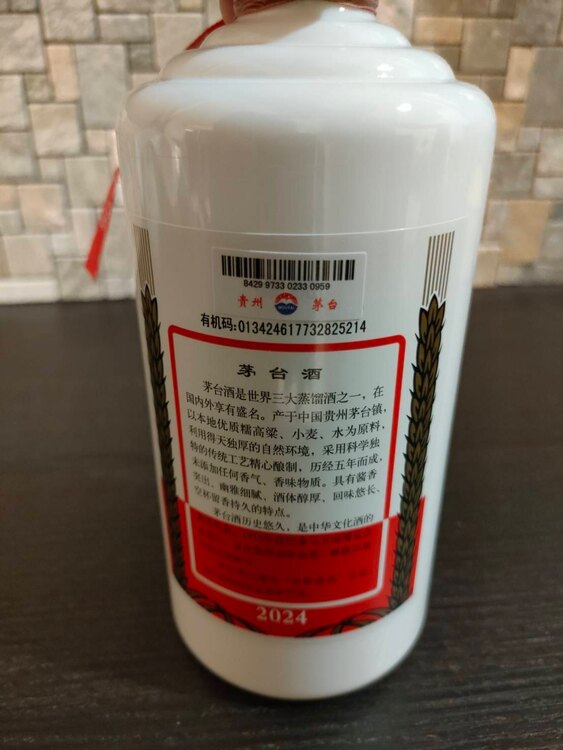 8429 9733 0233 0959
貴州 MOUTAI 茅台
有机码:013424617732825214
茅台酒
茅台酒是世界三大蒸馏酒之一，在
国内外享有盛名。产于中国贵州茅台镇，
以本地优质糯高粱、小麦、水为原料，
利用得天独厚的自然环境，采用科学独
特的传统工艺精心酿制，历经五年而成，
未添加任何香气、香味物质。具有酱香
突出、幽雅细腻、酒体醇厚、回味悠长、
空杯留香持久的特点。
茅台酒历史悠久，是中华文化酒的
2024